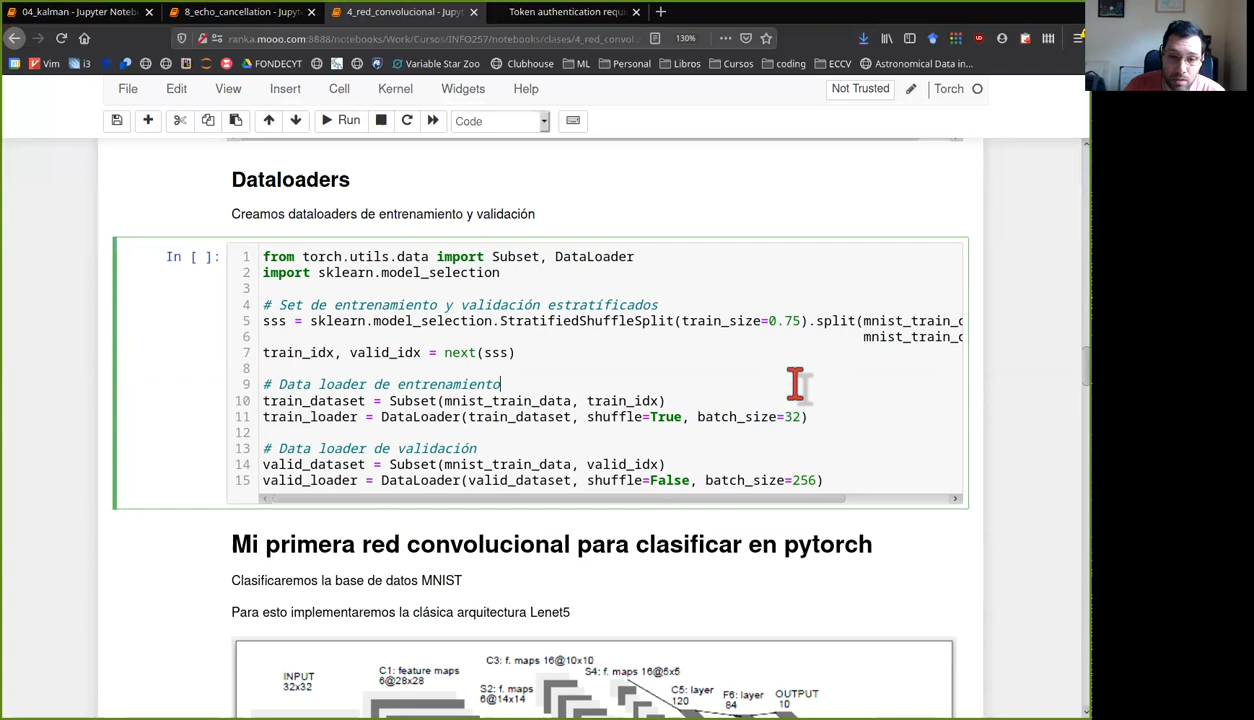 04_kalman - Jupyter Noteb
8_echo_cancellation - Jupyte
4_red_convolucional - Jupyte
Token authentication requi
ranka.mooo.com:8888/notebooks/Work/Cursos/INFO257/notebooks/clases/4_red_convol
130%
Vim
i3
FONDECYT
Variable Star Zoo
Clubhouse
ML
Personal
Libros
Cursos
coding
ECCV
Astronomical Data in...
File Edit View Insert Cell Kernel Widgets Help
Not Trusted
Torch
Run
Code
Dataloaders
Creamos dataloaders de entrenamiento y validación
In [ ]:
1 from torch.utils.data import Subset, DataLoader
2 import sklearn.model_selection
3
4 # Set de entrenamiento y validación estratíficados
5 sss = sklearn.model_selection.StratifiedShuffleSplit(train_size=0.75).split(mnist_train_d
6 mnist_train_d
7 train_idx, valid_idx = next(sss)
8
9 # Data loader de entrenamiento
10 train_dataset = Subset(mnist_train_data, train_idx)
11 train_loader = DataLoader(train_dataset, shuffle=True, batch_size=32)
12
13 # Data loader de validación
14 valid_dataset = Subset(mnist_train_data, valid_idx)
15 valid_loader = DataLoader(valid_dataset, shuffle=False, batch_size=256)
Mi primera red convolucional para clasificar en pytorch
Clasificaremos la base de datos MNIST
Para esto implementaremos la clásica arquitectura Lenet5
INPUT
32x32
C1: feature maps
6@28x28
S2: f. maps
6@14x14
C3: f. maps 16@10x10
S4: f. maps 16@5x5
C5: layer
120
F6: layer
84
OUTPUT
10